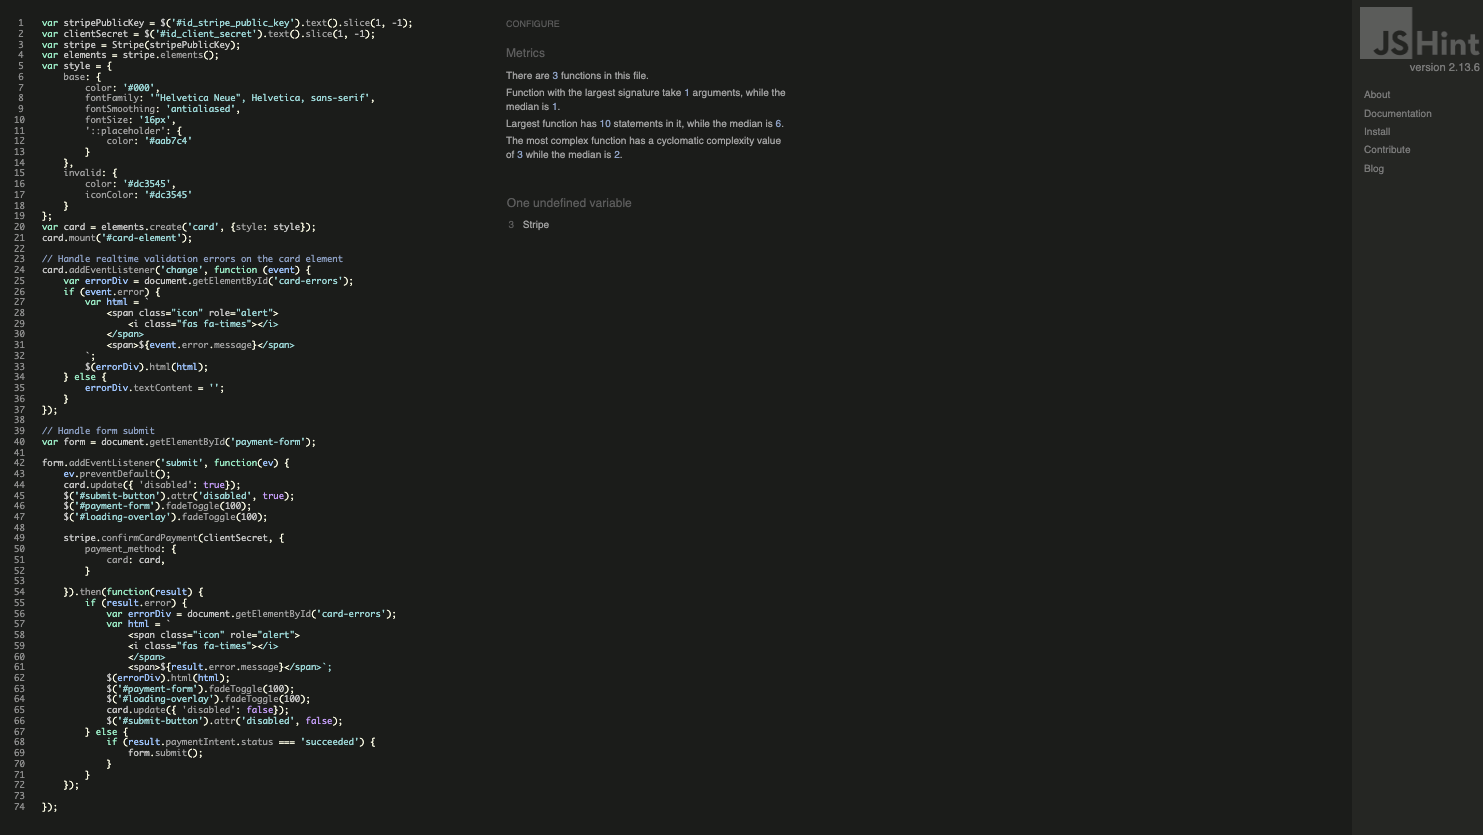 1 var stripePublicKey = $('#id_stripe_public_key').text().slice(1, -1);
2 var clientSecret = $('#id_client_secret').text().slice(1, -1);
3 var stripe = Stripe(stripePublicKey);
4 var elements = stripe.elements();
5 var style = {
6 base: {
7 color: '#000',
8 fontFamily: '"Helvetica Neue", Helvetica, sans-serif',
9 fontSmoothing: 'antialiased',
10 fontSize: '16px',
11 '::placeholder': {
12 color: '#aab7c4'
13 }
14 },
15 invalid: {
16 color: '#dc3545',
17 iconColor: '#dc3545'
18 }
19 };
20 var card = elements.create('card', {style: style});
21 card.mount('#card-element');
22
23 // Handle realtime validation errors on the card element
24 card.addEventListener('change', function (event) {
25 var errorDiv = document.getElementById('card-errors');
26 if (event.error) {
27 var html = `
28 <span class="icon" role="alert">
29 <i class="fas fa-times"></i>
30 </span>
31 <span>${event.error.message}</span>
32 `;
33 $(errorDiv).html(html);
34 } else {
35 errorDiv.textContent = '';
36 }
37 });
38
39 // Handle form submit
40 var form = document.getElementById('payment-form');
41
42 form.addEventListener('submit', function(ev) {
43 ev.preventDefault();
44 card.update({ 'disabled': true});
45 $('#submit-button').attr('disabled', true);
46 $('#payment-form').fadeToggle(100);
47 $('#loading-overlay').fadeToggle(100);
48
49 stripe.confirmCardPayment(clientSecret, {
50 payment_method: {
51 card: card,
52 }
53
54 }).then(function(result) {
55 if (result.error) {
56 var errorDiv = document.getElementById('card-errors');
57 var html = `
58 <span class="icon" role="alert">
59 <i class="fas fa-times"></i>
60 </span>
61 <span>${result.error.message}</span>`;
62 $(errorDiv).html(html);
63 $('#payment-form').fadeToggle(100);
64 $('#loading-overlay').fadeToggle(100);
65 card.update({ 'disabled': false});
66 $('#submit-button').attr('disabled', false);
67 } else {
68 if (result.paymentIntent.status === 'succeeded') {
69 form.submit();
70 }
71 }
72 });
73
74 });
CONFIGURE
Metrics
There are 3 functions in this file.
Function with the largest signature take 1 arguments, while the
median is 1.
Largest function has 10 statements in it, while the median is 6.
The most complex function has a cyclomatic complexity value
of 3 while the median is 2.
One undefined variable
3 Stripe
JSHint
version 2.13.6
About
Documentation
Install
Contribute
Blog